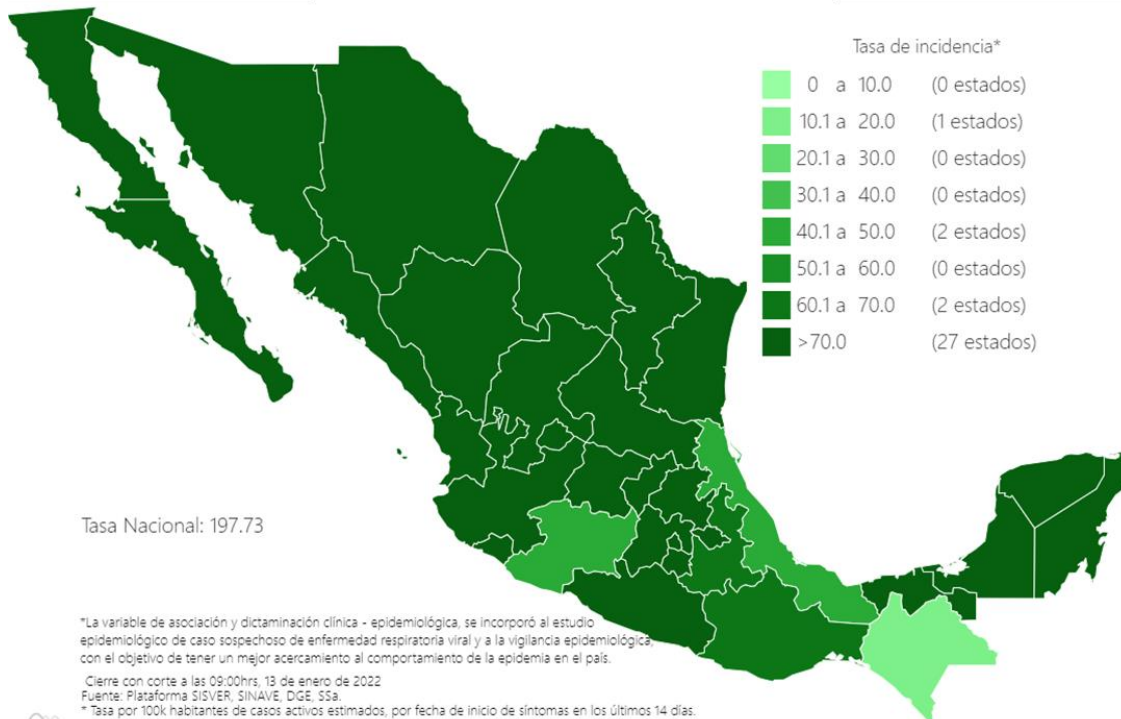 Tasa de incidencia*
0 a 10.0 (0 estados)
10.1 a 20.0 (1 estados)
20.1 a 30.0 (0 estados)
30.1 a 40.0 (0 estados)
40.1 a 50.0 (2 estados)
50.1 a 60.0 (0 estados)
60.1 a 70.0 (2 estados)
>70.0 (27 estados)
Tasa Nacional: 197.73
*La variable de asociación y dictaminación clínica - epidemiológica, se incorporó al estudio
epidemiológico de caso sospechoso de enfermedad respiratoria viral y a la vigilancia epidemiológica,
con el objetivo de tener un mejor acercamiento al comportamiento de la epidemia en el país.
Cierre con corte a las 09:00hrs, 13 de enero de 2022
Fuente: Plataforma SISVER, SINAVE, DGE, SSa.
* Tasa por 100k habitantes de casos activos estimados, por fecha de inicio de síntomas en los últimos 14 días.